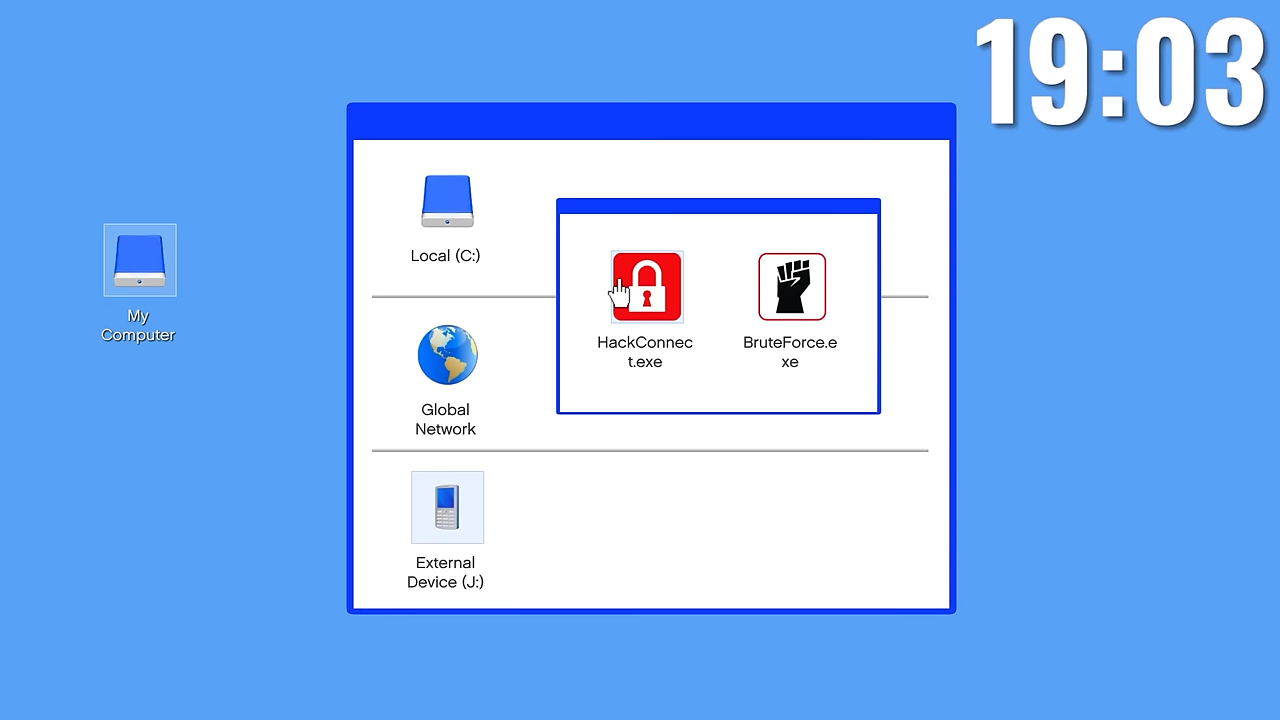 19:03
My
Computer
Local (C:)
HackConnec
t.exe
BruteForce.e
xe
Global
Network
External
Device (J:)